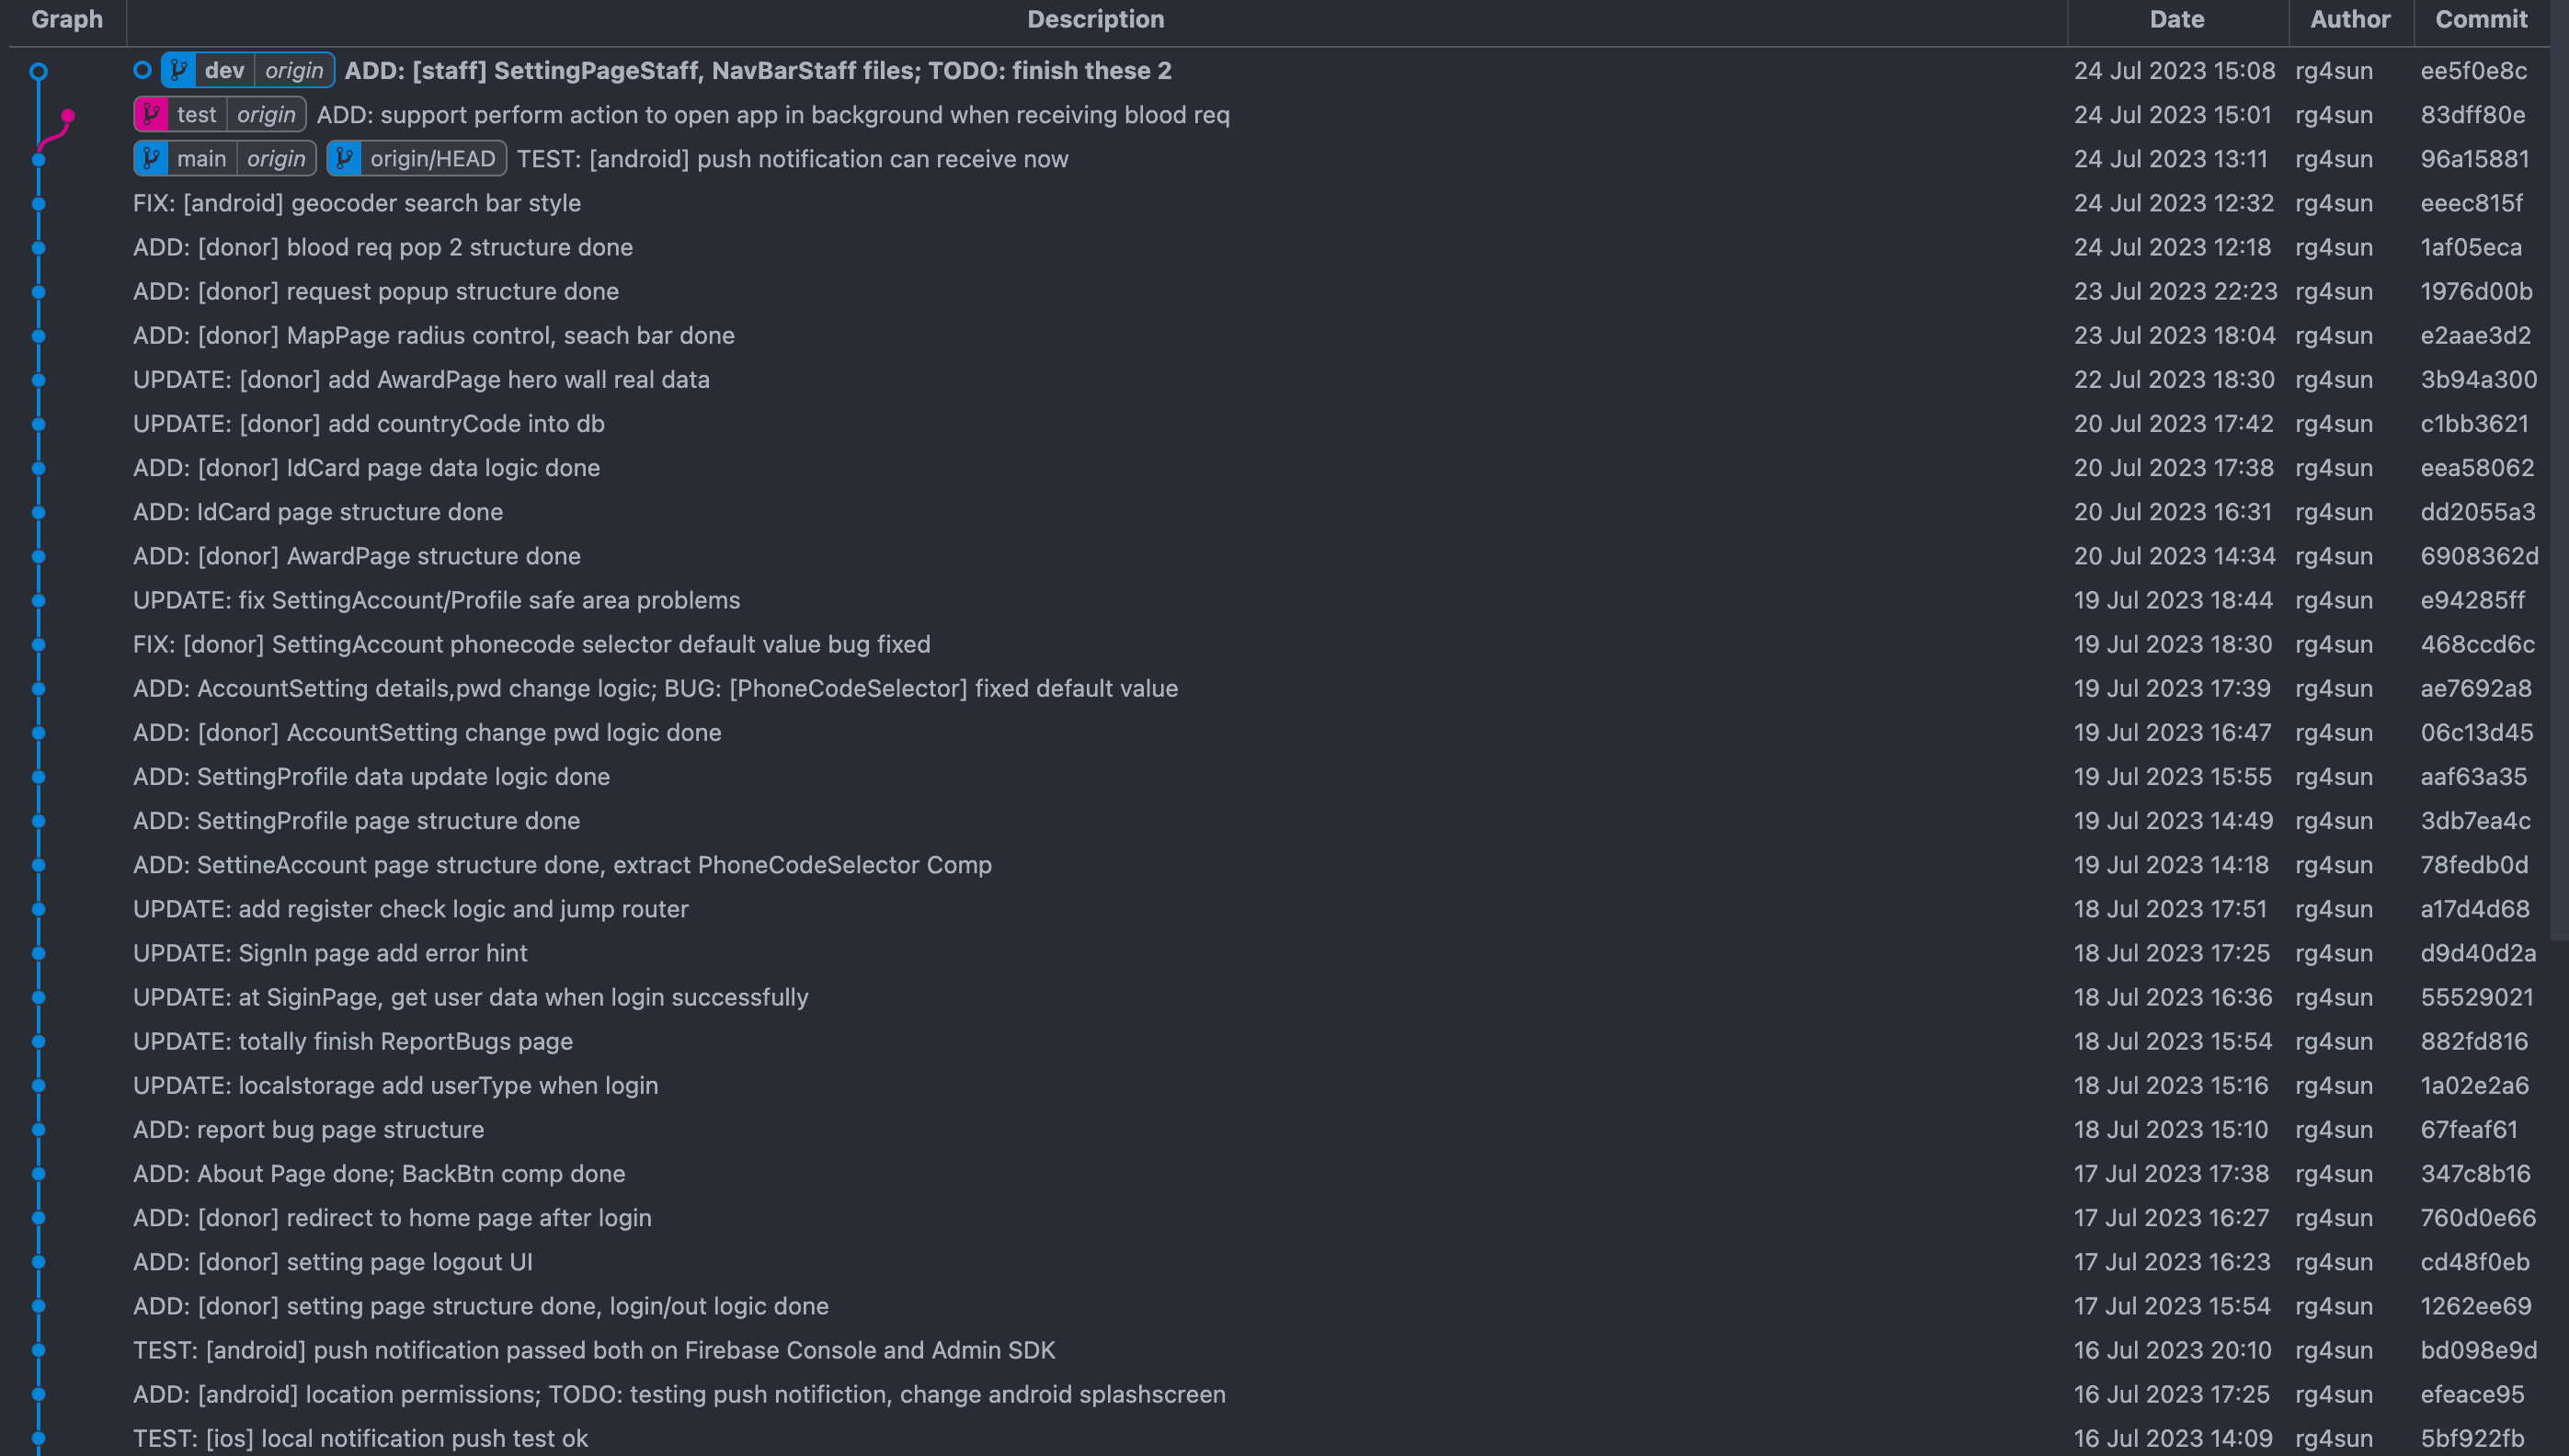 Graph Description Date Author Commit
dev origin ADD: [staff] SettingPageStaff, NavBarStaff files; TODO: finish these 2 24 Jul 2023 15:08 rg4sun ee5f0e8c
test origin ADD: support perform action to open app in background when receiving blood req 24 Jul 2023 15:01 rg4sun 83dff80e
main origin origin/HEAD TEST: [android] push notification can receive now 24 Jul 2023 13:11 rg4sun 96a15881
FIX: [android] geocoder search bar style 24 Jul 2023 12:32 rg4sun eeec815f
ADD: [donor] blood req pop 2 structure done 24 Jul 2023 12:18 rg4sun 1af05eca
ADD: [donor] request popup structure done 23 Jul 2023 22:23 rg4sun 1976d00b
ADD: [donor] MapPage radius control, seach bar done 23 Jul 2023 18:04 rg4sun e2aae3d2
UPDATE: [donor] add AwardPage hero wall real data 22 Jul 2023 18:30 rg4sun 3b94a300
UPDATE: [donor] add countryCode into db 20 Jul 2023 17:42 rg4sun c1bb3621
ADD: [donor] IdCard page data logic done 20 Jul 2023 17:38 rg4sun eea58062
ADD: IdCard page structure done 20 Jul 2023 16:31 rg4sun dd2055a3
ADD: [donor] AwardPage structure done 20 Jul 2023 14:34 rg4sun 6908362d
UPDATE: fix SettingAccount/Profile safe area problems 19 Jul 2023 18:44 rg4sun e94285ff
FIX: [donor] SettingAccount phonecode selector default value bug fixed 19 Jul 2023 18:30 rg4sun 468ccd6c
ADD: AccountSetting details,pwd change logic; BUG: [PhoneCodeSelector] fixed default value 19 Jul 2023 17:39 rg4sun ae7692a8
ADD: [donor] AccountSetting change pwd logic done 19 Jul 2023 16:47 rg4sun 06c13d45
ADD: SettingProfile data update logic done 19 Jul 2023 15:55 rg4sun aaf63a35
ADD: SettingProfile page structure done 19 Jul 2023 14:49 rg4sun 3db7ea4c
ADD: SettineAccount page structure done, extract PhoneCodeSelector Comp 19 Jul 2023 14:18 rg4sun 78fedb0d
UPDATE: add register check logic and jump router 18 Jul 2023 17:51 rg4sun a17d4d68
UPDATE: SignIn page add error hint 18 Jul 2023 17:25 rg4sun d9d40d2a
UPDATE: at SiginPage, get user data when login successfully 18 Jul 2023 16:36 rg4sun 55529021
UPDATE: totally finish ReportBugs page 18 Jul 2023 15:54 rg4sun 882fd816
UPDATE: localstorage add userType when login 18 Jul 2023 15:16 rg4sun 1a02e2a6
ADD: report bug page structure 18 Jul 2023 15:10 rg4sun 67feaf61
ADD: About Page done; BackBtn comp done 17 Jul 2023 17:38 rg4sun 347c8b16
ADD: [donor] redirect to home page after login 17 Jul 2023 16:27 rg4sun 760d0e66
ADD: [donor] setting page logout UI 17 Jul 2023 16:23 rg4sun cd48f0eb
ADD: [donor] setting page structure done, login/out logic done 17 Jul 2023 15:54 rg4sun 1262ee69
TEST: [android] push notification passed both on Firebase Console and Admin SDK 16 Jul 2023 20:10 rg4sun bd098e9d
ADD: [android] location permissions; TODO: testing push notifiction, change android splashscreen 16 Jul 2023 17:25 rg4sun efeace95
TEST: [ios] local notification push test ok 16 Jul 2023 14:09 rg4sun 5bf922fb